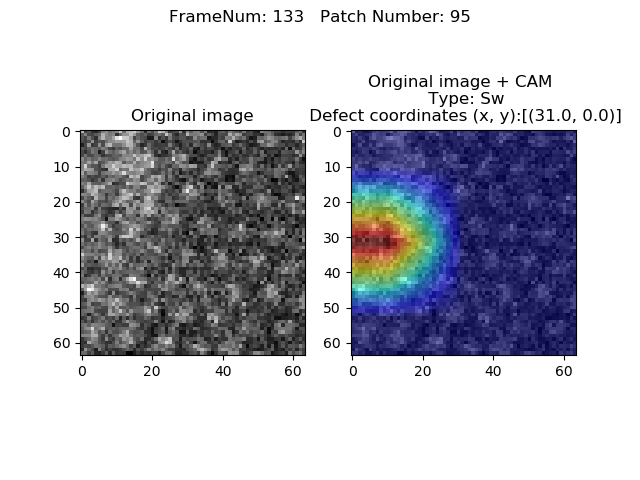 FrameNum: 133   Patch Number: 95
Original image
Original image + CAM
Type: Sw
Defect coordinates (x, y):[(31.0, 0.0)]
0
10
20
30
40
50
60
0 20 40 60
0
10
20
30
40
50
60
0 20 40 60